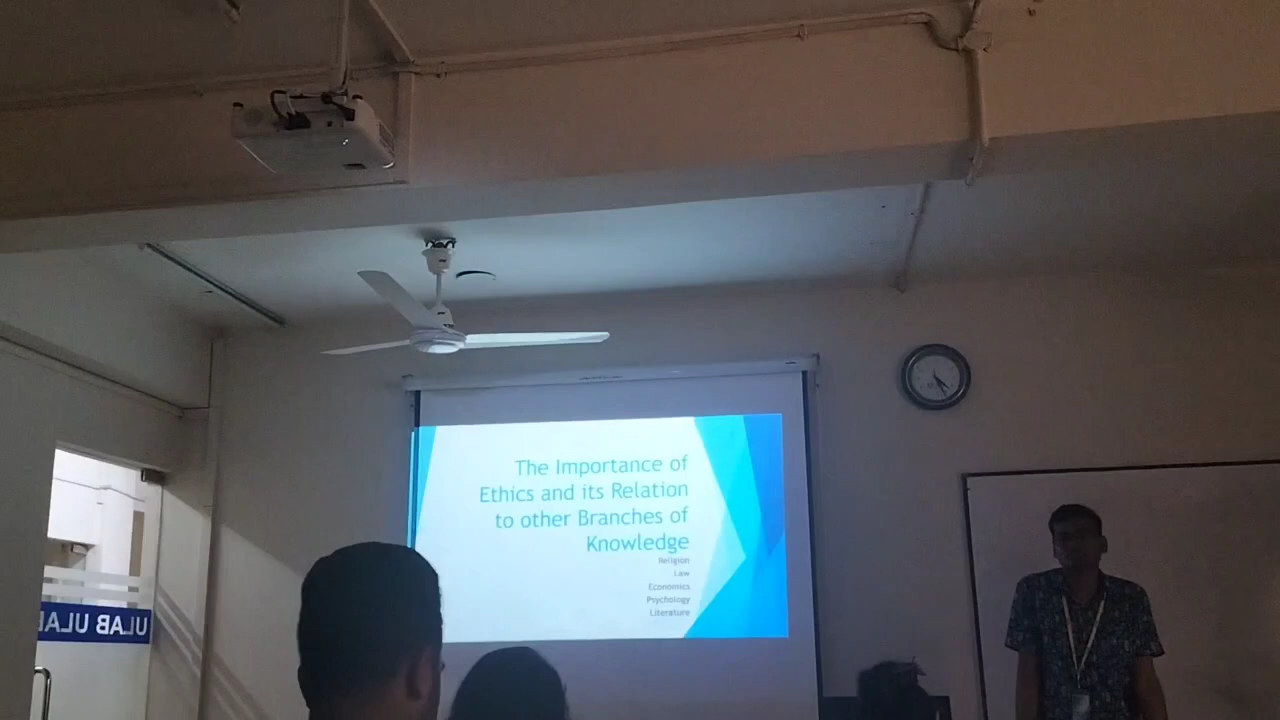 The Importance of
Ethics and its Relation
to other Branches of
Knowledge
Religion
Law
Economics
Psychology
Literature
ULAB ULAB